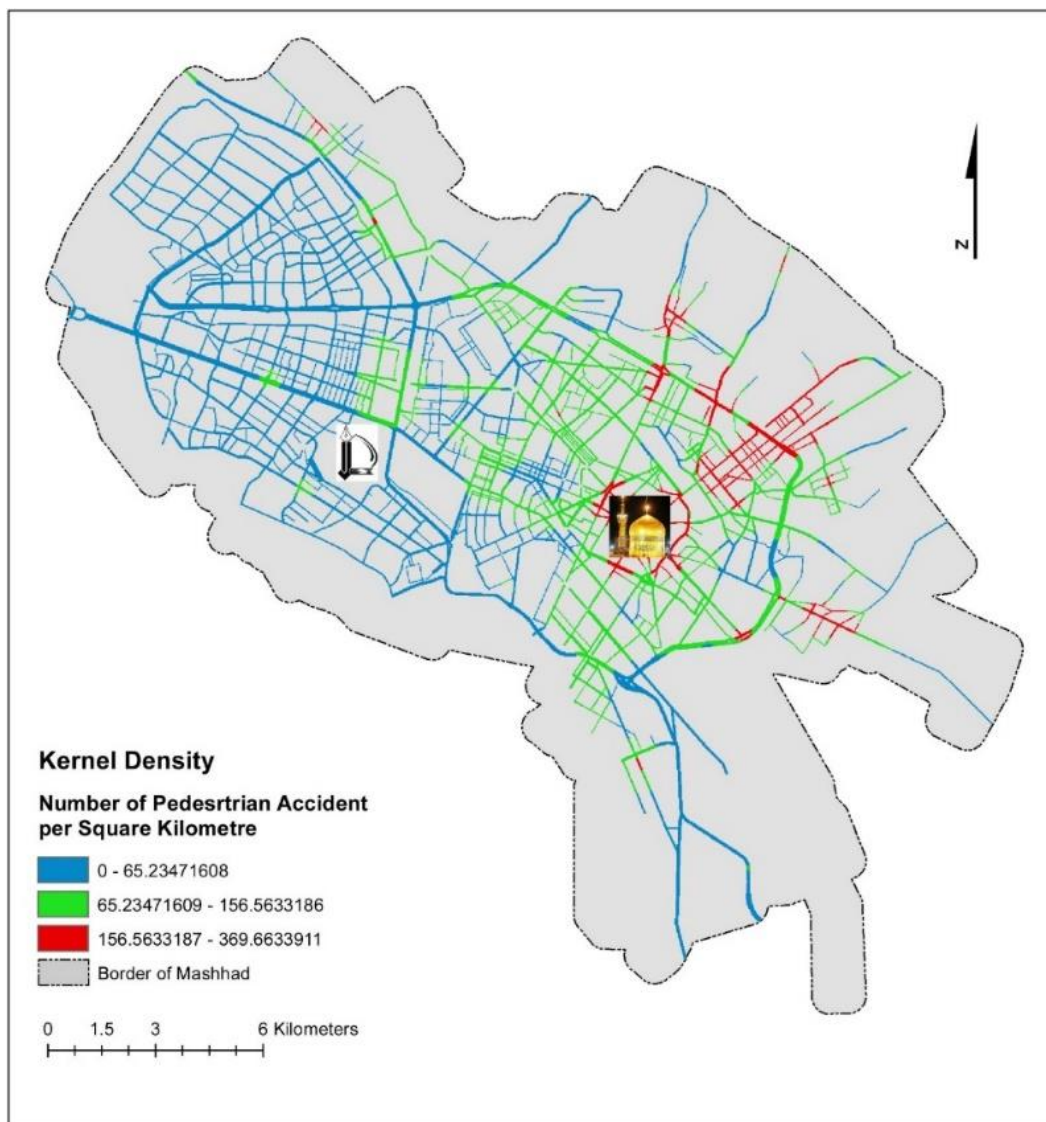 N
Kernel Density
Number of Pedesrtrian Accident
per Square Kilometre
0 - 65.23471608
65.23471609 - 156.5633186
156.5633187 - 369.6633911
Border of Mashhad
0 1.5 3 6 Kilometers